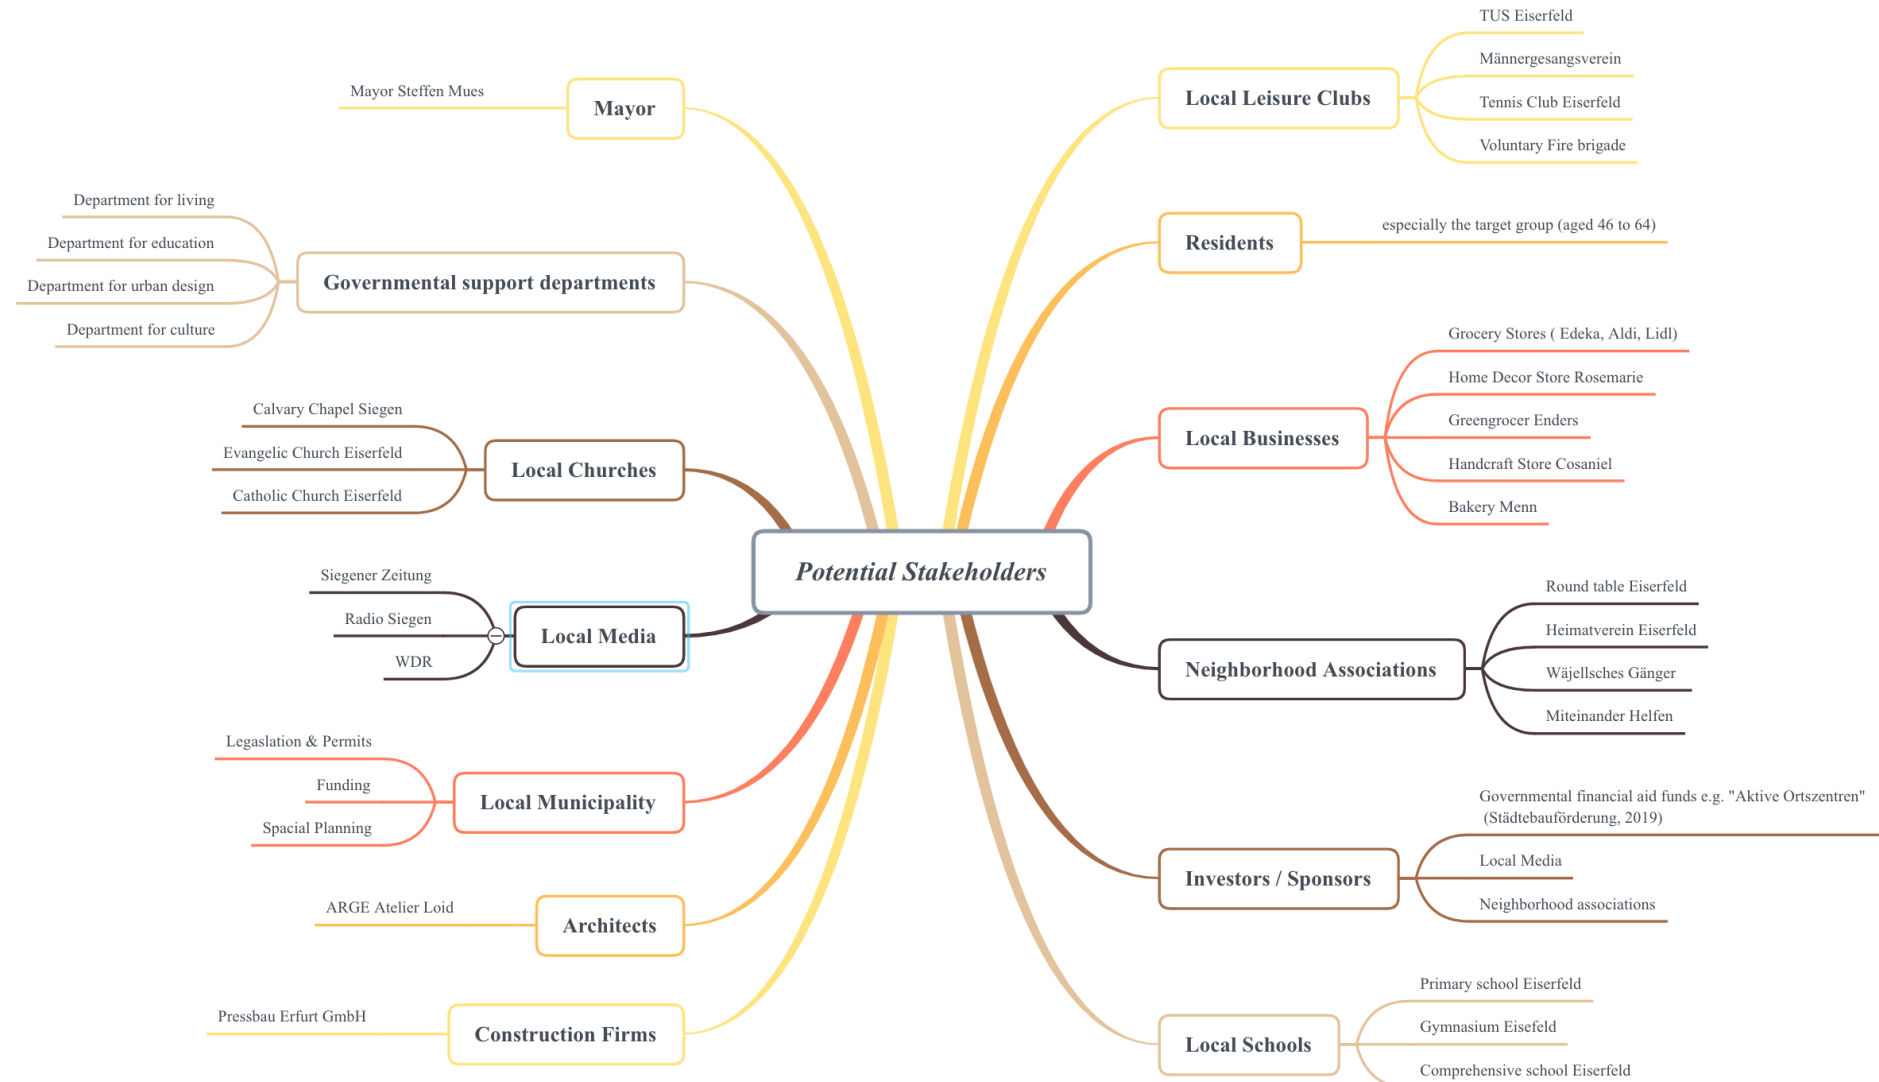 Potential Stakeholders
Mayor
Mayor Steffen Mues
Governmental support departments
Department for living
Department for education
Department for urban design
Department for culture
Local Churches
Calvary Chapel Siegen
Evangelic Church Eiserfeld
Catholic Church Eiserfeld
Local Media
Siegener Zeitung
Radio Siegen
WDR
Local Municipality
Legaslation & Permits
Funding
Spacial Planning
Architects
ARGE Atelier Loid
Construction Firms
Pressbau Erfurt GmbH
Local Leisure Clubs
TUS Eiserfeld
Männergesangsverein
Tennis Club Eiserfeld
Voluntary Fire brigade
Residents
especially the target group (aged 46 to 64)
Local Businesses
Grocery Stores ( Edeka, Aldi, Lidl)
Home Decor Store Rosemarie
Greengrocer Enders
Handcraft Store Cosaniel
Bakery Menn
Neighborhood Associations
Round table Eiserfeld
Heimatverein Eiserfeld
Wäjellsches Gänger
Miteinander Helfen
Investors / Sponsors
Governmental financial aid funds e.g. "Aktive Ortszentren"
(Städtebauförderung, 2019)
Local Media
Neighborhood associations
Local Schools
Primary school Eiserfeld
Gymnasium Eisefeld
Comprehensive school Eiserfeld